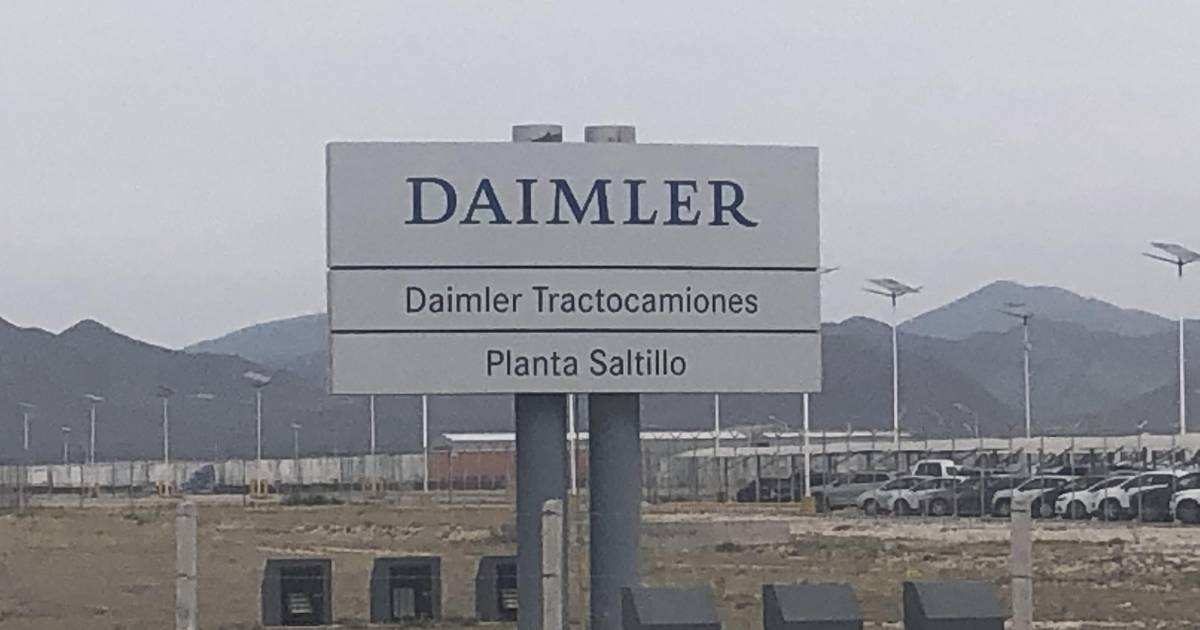 DAIMLER
Daimler Tractocamiones
Planta Saltillo